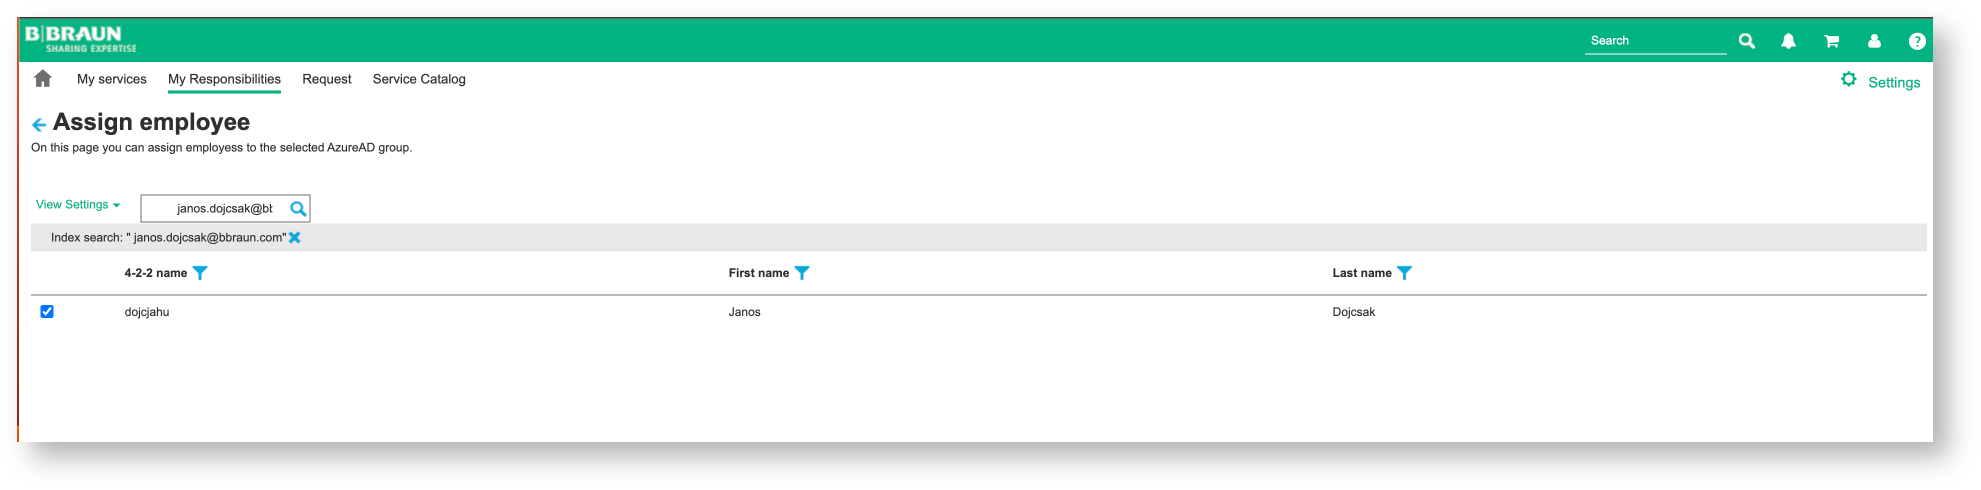 B|BRAUN
SHARING EXPERTISE
Search
?
My services My Responsibilities Request Service Catalog
Settings
Assign employee
On this page you can assign employess to the selected AzureAD group.
View Settings
janos.dojcsak@bt
Index search: " janos.dojcsak@bbraun.com"
4-2-2 name First name Last name
dojcjahu Janos Dojcsak